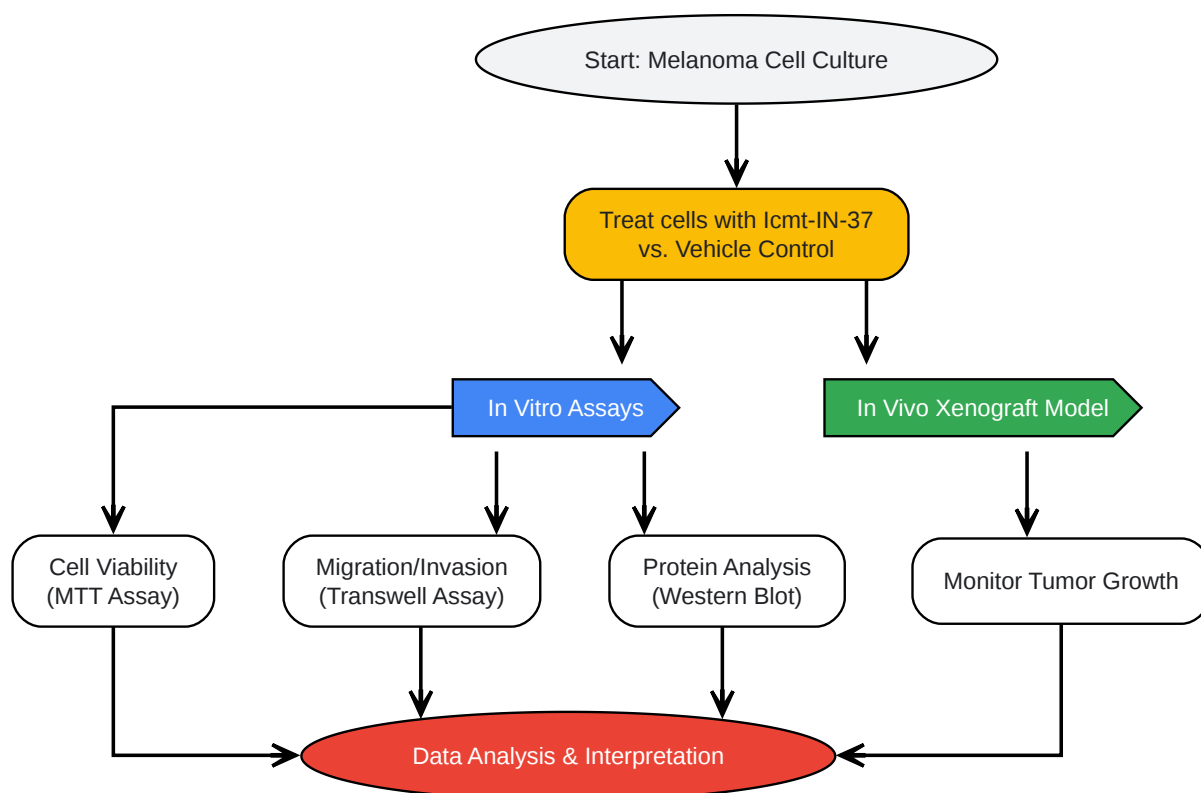 Start: Melanoma Cell Culture
Treat cells with Icmt-IN-37
vs. Vehicle Control
In Vitro Assays
In Vivo Xenograft Model
Cell Viability
(MTT Assay)
Migration/Invasion
(Transwell Assay)
Protein Analysis
(Western Blot)
Monitor Tumor Growth
Data Analysis & Interpretation